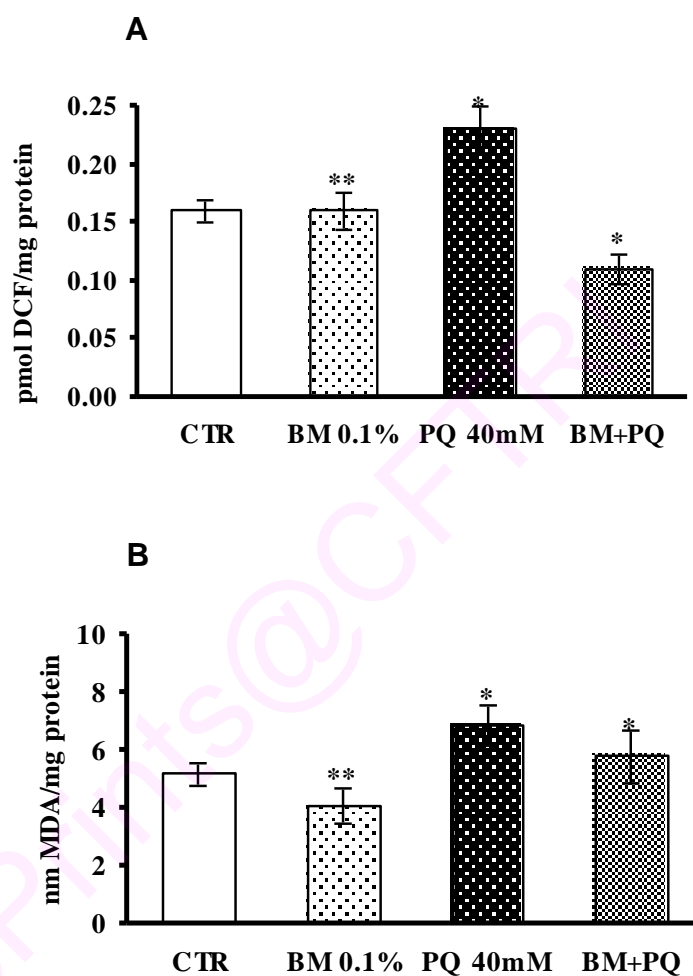 A
pmol DCF/mg protein
0.25
0.20
0.15
0.10
0.05
0.00
**
*
*
CTR BM 0.1% PQ 40mM BM+PQ
B
nm MDA/mg protein
10
8
6
4
2
0
**
*
*
CTR BM 0.1% PQ 40mM BM+PQ
Prints@CFTRI